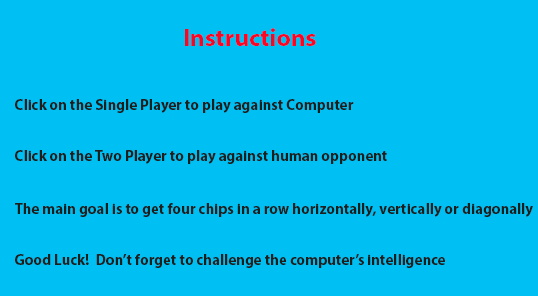 Instructions
Click on the Single Player to play against Computer
Click on the Two Player to play against human opponent
The main goal is to get four chips in a row horizontally, vertically or diagonally
Good Luck!  Don’t forget to challenge the computer’s intelligence